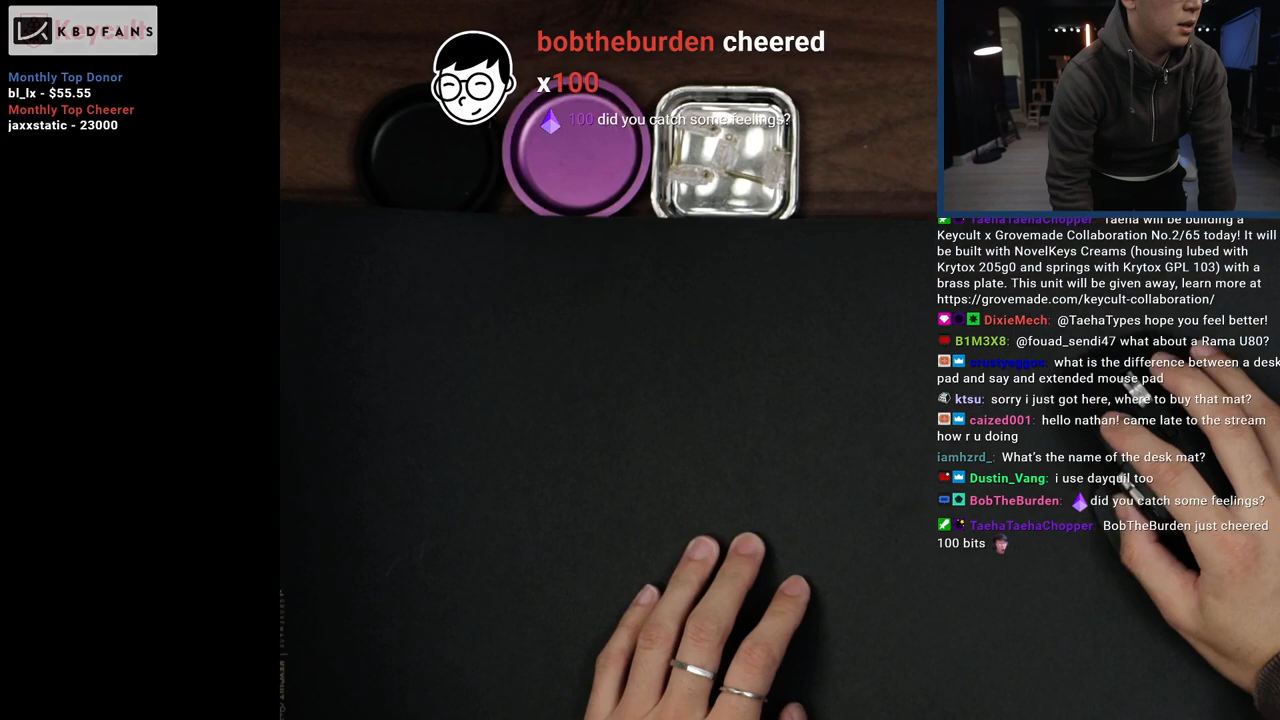 KBDFANS
Monthly Top Donor
bl_lx - $55.55
Monthly Top Cheerer
jaxxstatic - 23000
bobtheburden cheered
x100
100 did you catch some feelings?
TaehaTaehaChopper: Taeha will be building a
Keycult x Grovemade Collaboration No.2/65 today! It will
be built with NovelKeys Creams (housing lubed with
Krytox 205g0 and springs with Krytox GPL 103) with a
brass plate. This unit will be given away, learn more at
https://grovemade.com/keycult-collaboration/
DixieMech: @TaehaTypes hope you feel better!
B1M3X8: @fouad_sendi47 what about a Rama U80?
crustyeggou: what is the difference between a desk
pad and say and extended mouse pad
ktsu: sorry i just got here, where to buy that mat?
caized001: hello nathan! came late to the stream
how r u doing
iamhzrd_: What's the name of the desk mat?
Dustin_Vang: i use dayquil too
BobTheBurden: did you catch some feelings?
TaehaTaehaChopper: BobTheBurden just cheered
100 bits